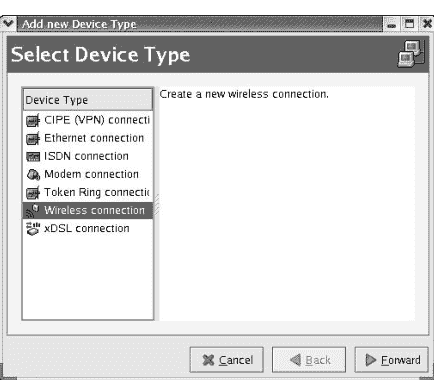 Add new Device Type
Select Device Type
Device Type
Create a new wireless connection.
CIPE (VPN) connecti
Ethernet connection
ISDN connection
Modem connection
Token Ring connectic
Wireless connection
xDSL connection
Cancel
Back
Forward